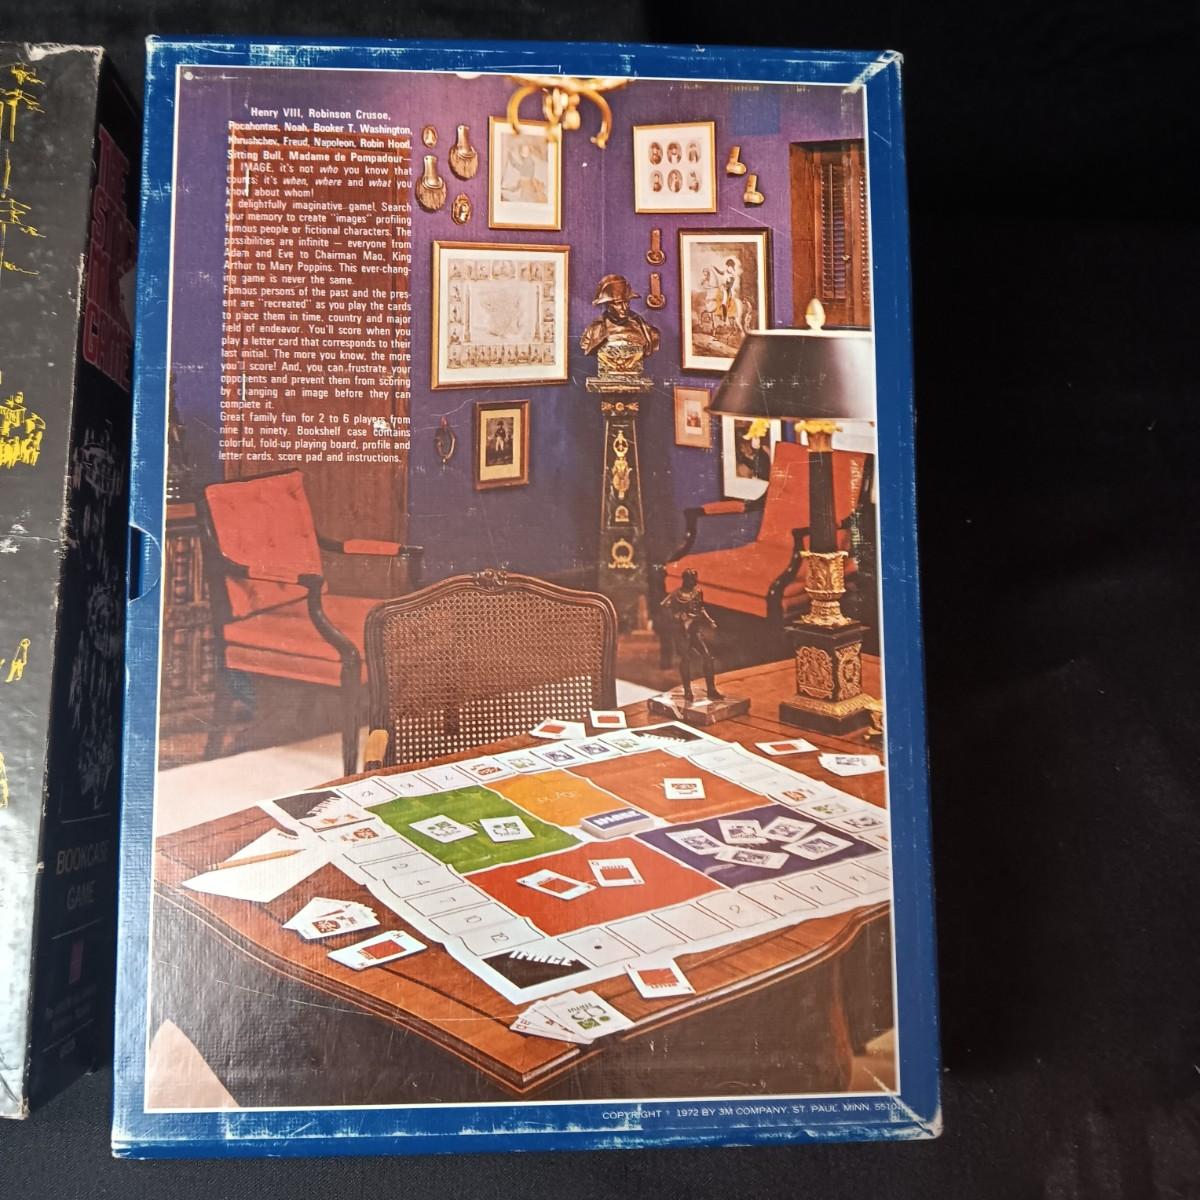 Henry VIII, Robinson Crusoe,
Pocahontas, Noah, Booker T. Washington,
Khrushchev, Freud, Napoleon, Robin Hood,
Sitting Bull, Madame de Pompadour—
in IMAGE, it's not who you know that
counts; it's when, where and what you
know about whom!
A delightfully imaginative game! Search
your memory to create "images" profiling
famous people or fictional characters. The
possibilities are infinite — everyone from
Adam and Eve to Chairman Mao, King
Arthur to Mary Poppins. This ever-chang-
ing game is never the same.
Famous persons of the past and the pres-
ent are "recreated" as you play the cards
to place them in time, country and major
field of endeavor. You'll score when you
play a letter card that corresponds to their
last initial. The more you know, the more
you'll score! And, you can frustrate your
opponents and prevent them from scoring
by changing an image before they can
complete it.
Great family fun for 2 to 6 players from
nine to ninety. Bookshelf case contains
colorful, fold-up playing board, profile and
letter cards, score pad and instructions.
PLACE
IMAGE
IMAGE
COPYRIGHT © 1972 BY 3M COMPANY, ST. PAUL, MINN.
THE
GAME
BOOKCASE
GAME